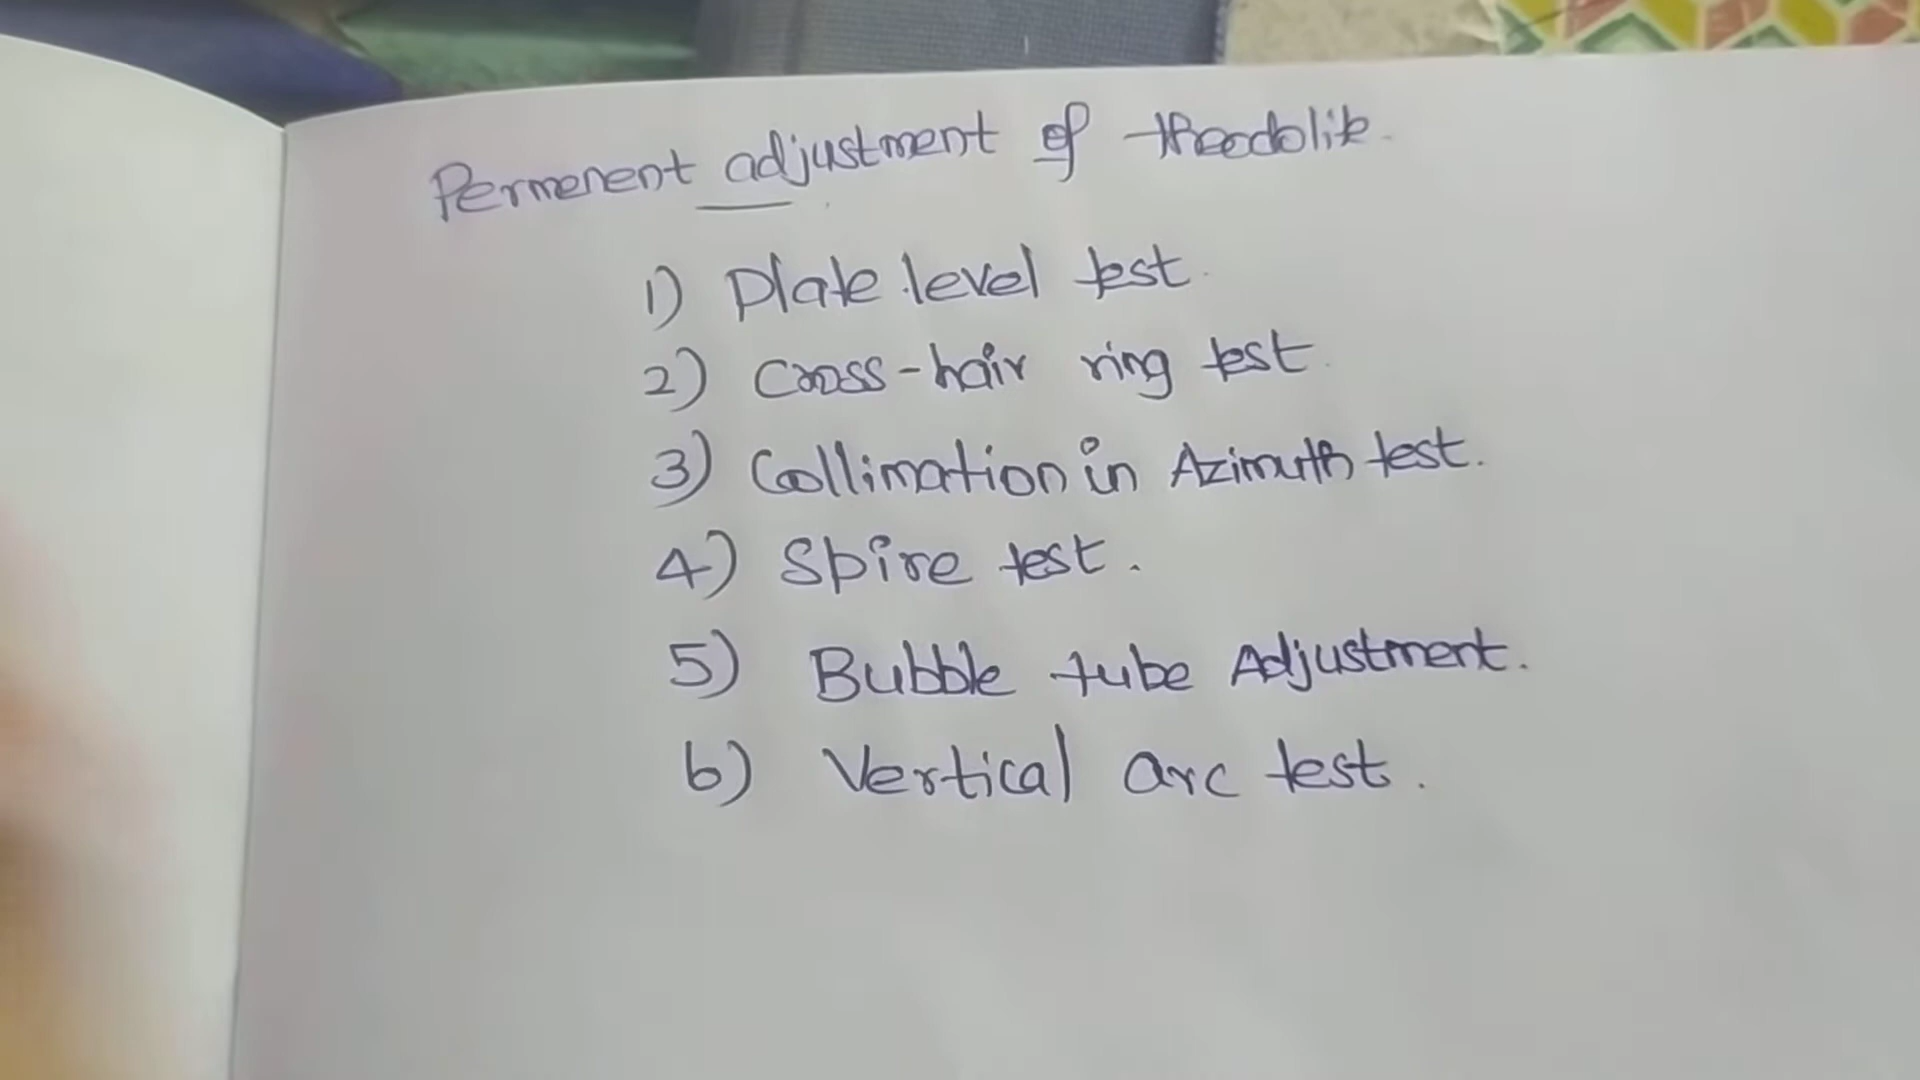 Permenent adjustment of theodolite.
1) Plate level test.
2) Cross-hair ring test.
3) Collimation in Azimuth test.
4) Spire test.
5) Bubble tube Adjustment.
6) Vertical arc test.